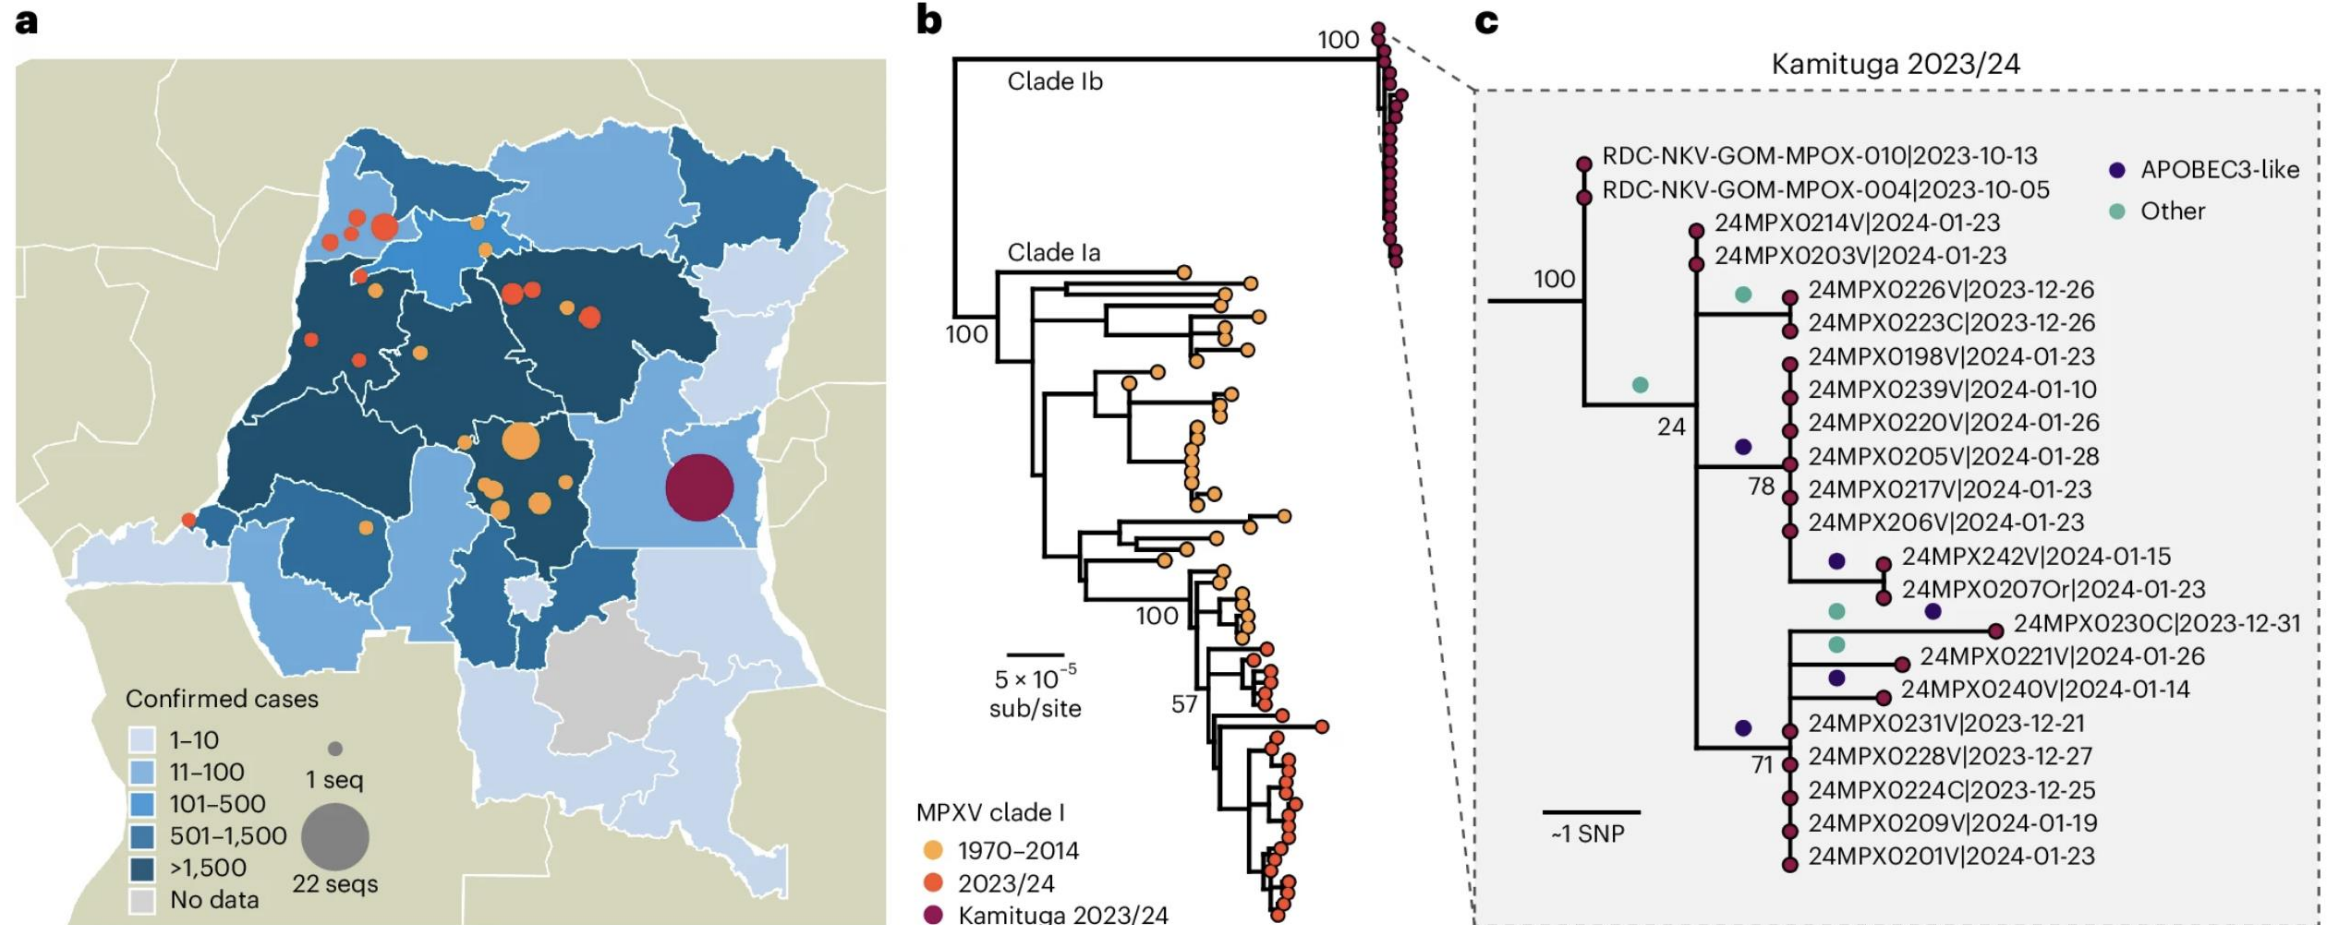 a
Confirmed cases
1–10
11–100
101–500
501–1,500
>1,500
No data
1 seq
22 seqs
b
100
Clade Ib
Clade Ia
100
100
57
5 × 10⁻⁵
sub/site
MPXV clade I
1970–2014
2023/24
Kamituga 2023/24
c
Kamituga 2023/24
APOBEC3-like
Other
RDC-NKV-GOM-MPOX-010|2023-10-13
RDC-NKV-GOM-MPOX-004|2023-10-05
24MPX0214V|2024-01-23
24MPX0203V|2024-01-23
100
24MPX0226V|2023-12-26
24MPX0223C|2023-12-26
24MPX0198V|2024-01-23
24MPX0239V|2024-01-10
24MPX0220V|2024-01-26
24
24MPX0205V|2024-01-28
78
24MPX0217V|2024-01-23
24MPX206V|2024-01-23
24MPX242V|2024-01-15
24MPX0207Or|2024-01-23
24MPX0230C|2023-12-31
24MPX0221V|2024-01-26
24MPX0240V|2024-01-14
24MPX0231V|2023-12-21
24MPX0228V|2023-12-27
71
24MPX0224C|2023-12-25
24MPX0209V|2024-01-19
24MPX0201V|2024-01-23
~1 SNP